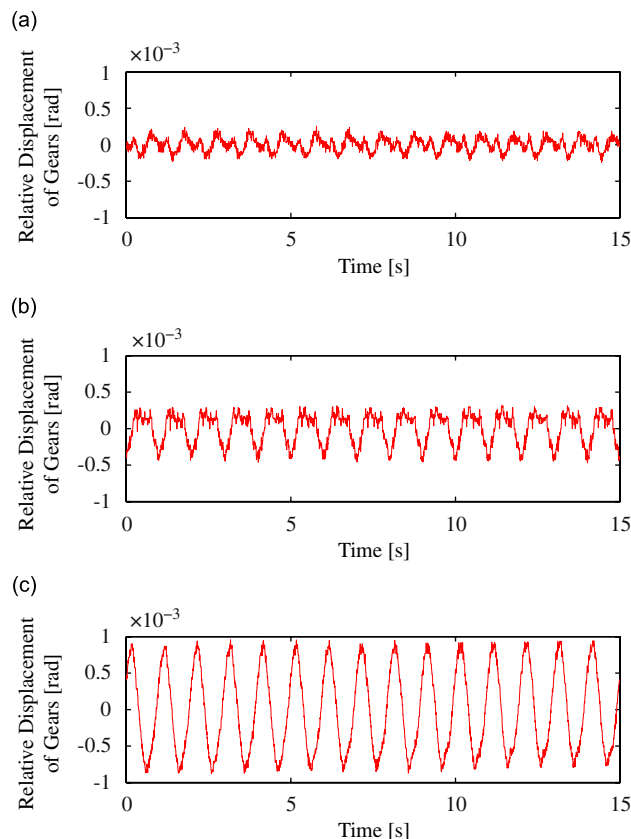 (a)
×10⁻³
Relative Displacement
of Gears [rad]
1
0.5
0
-0.5
-1
0 5 10 15
Time [s]
(b)
×10⁻³
Relative Displacement
of Gears [rad]
1
0.5
0
-0.5
-1
0 5 10 15
Time [s]
(c)
×10⁻³
Relative Displacement
of Gears [rad]
1
0.5
0
-0.5
-1
0 5 10 15
Time [s]